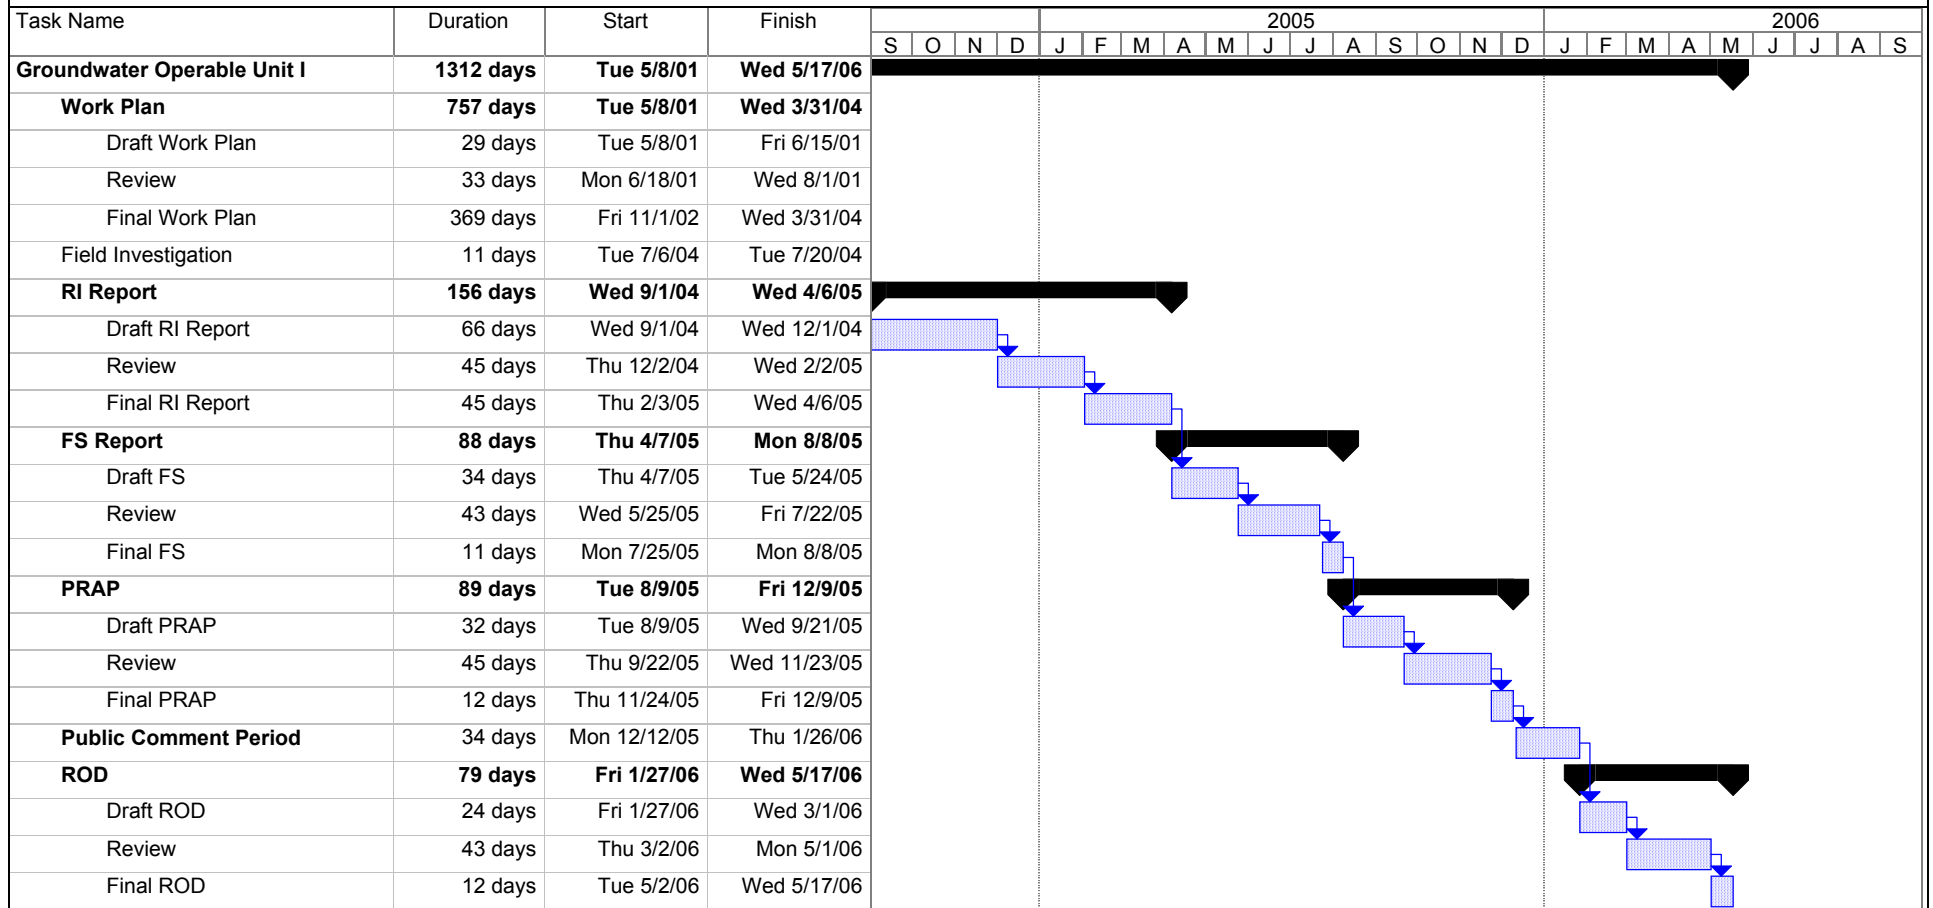 Task Name Duration Start Finish 2005 2006
S O N D J F M A M J J A S O N D J F M A M J J A S
Groundwater Operable Unit I 1312 days Tue 5/8/01 Wed 5/17/06
Work Plan 757 days Tue 5/8/01 Wed 3/31/04
Draft Work Plan 29 days Tue 5/8/01 Fri 6/15/01
Review 33 days Mon 6/18/01 Wed 8/1/01
Final Work Plan 369 days Fri 11/1/02 Wed 3/31/04
Field Investigation 11 days Tue 7/6/04 Tue 7/20/04
RI Report 156 days Wed 9/1/04 Wed 4/6/05
Draft RI Report 66 days Wed 9/1/04 Wed 12/1/04
Review 45 days Thu 12/2/04 Wed 2/2/05
Final RI Report 45 days Thu 2/3/05 Wed 4/6/05
FS Report 88 days Thu 4/7/05 Mon 8/8/05
Draft FS 34 days Thu 4/7/05 Tue 5/24/05
Review 43 days Wed 5/25/05 Fri 7/22/05
Final FS 11 days Mon 7/25/05 Mon 8/8/05
PRAP 89 days Tue 8/9/05 Fri 12/9/05
Draft PRAP 32 days Tue 8/9/05 Wed 9/21/05
Review 45 days Thu 9/22/05 Wed 11/23/05
Final PRAP 12 days Thu 11/24/05 Fri 12/9/05
Public Comment Period 34 days Mon 12/12/05 Thu 1/26/06
ROD 79 days Fri 1/27/06 Wed 5/17/06
Draft ROD 24 days Fri 1/27/06 Wed 3/1/06
Review 43 days Thu 3/2/06 Mon 5/1/06
Final ROD 12 days Tue 5/2/06 Wed 5/17/06